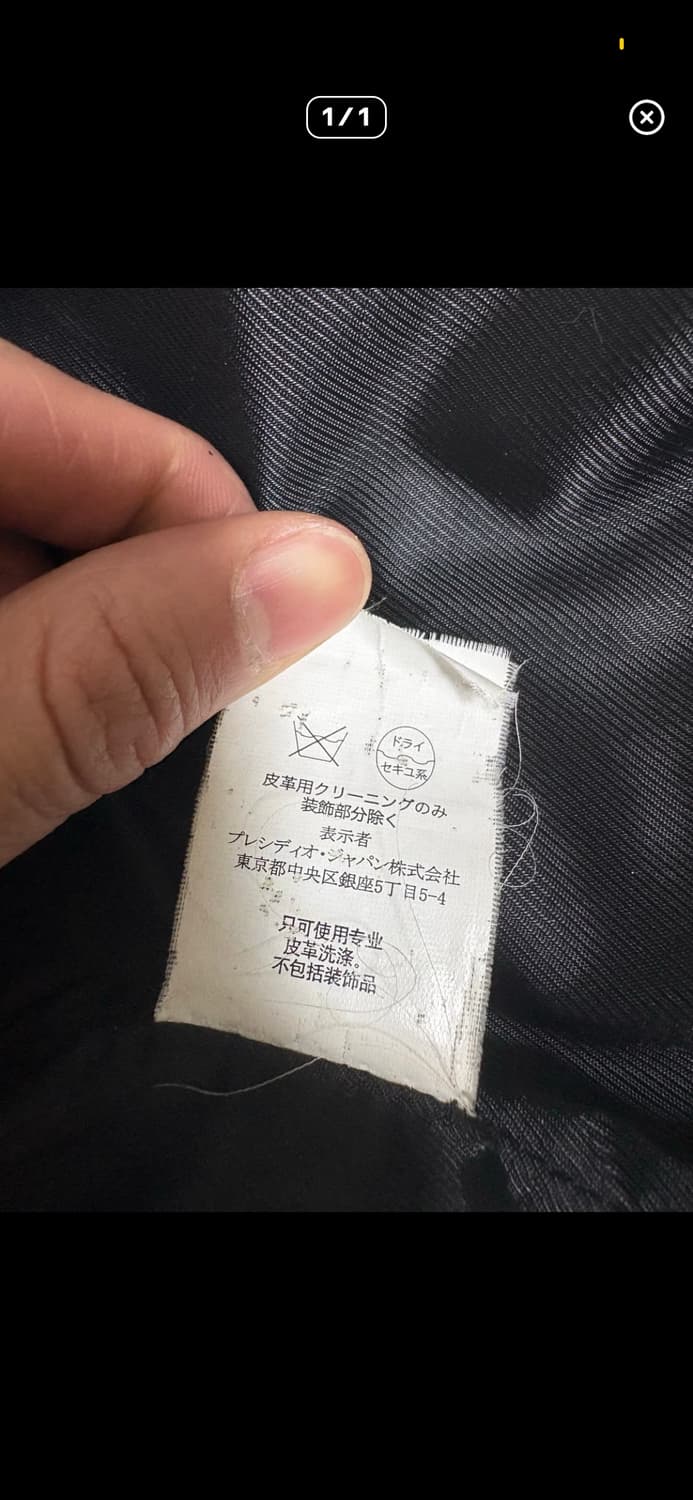 1/1
ドライ
セキユ系
皮革用クリーニングのみ
装飾部分除く
表示者
プレシディオ・ジャパン株式会社
東京都中央区銀座5丁目5-4
只可使用专业
皮革洗涤。
不包括装饰品